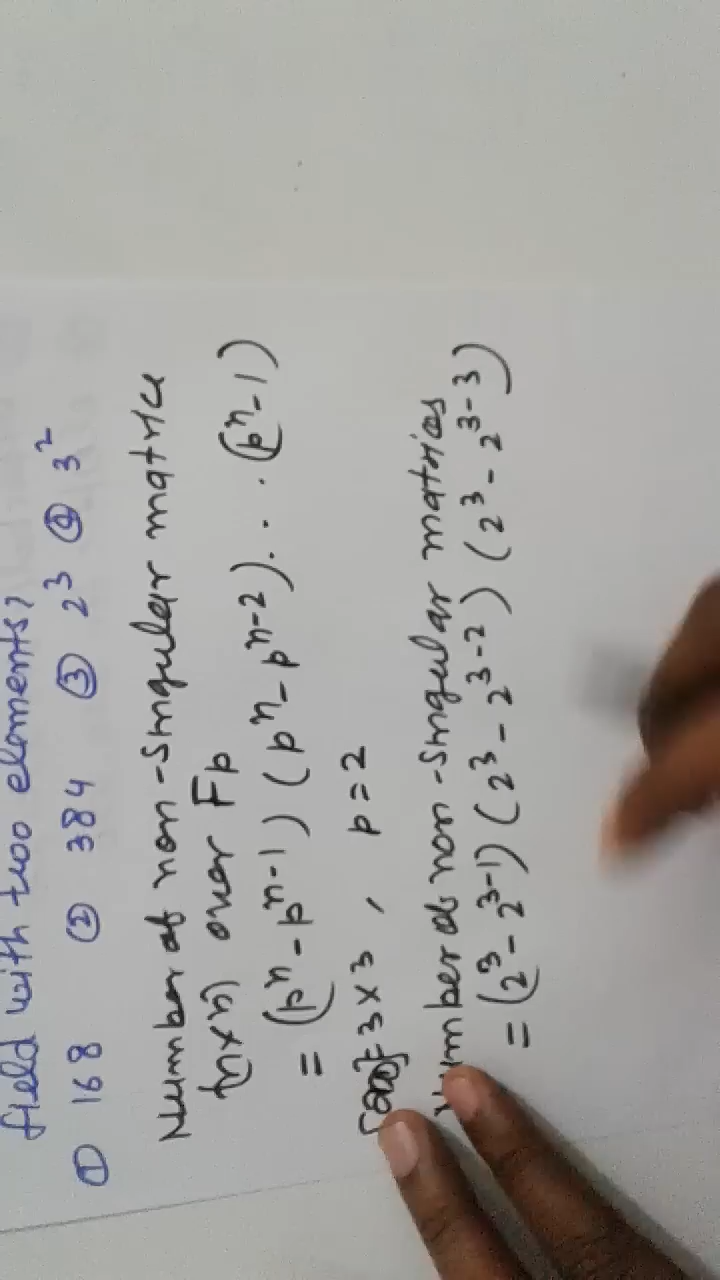 field with two elements?
① 168 ② 384 ③ 2³ ④ 3²
Number of non-singular matrice
(n×n) over Fp
= (pⁿ - pⁿ⁻¹) (pⁿ - pⁿ⁻²)... (pⁿ - 1)
3×3, p=2
Number of non-singular matrices
= (2³ - 2³⁻¹) (2³ - 2³⁻²) (2³ - 2³⁻³)